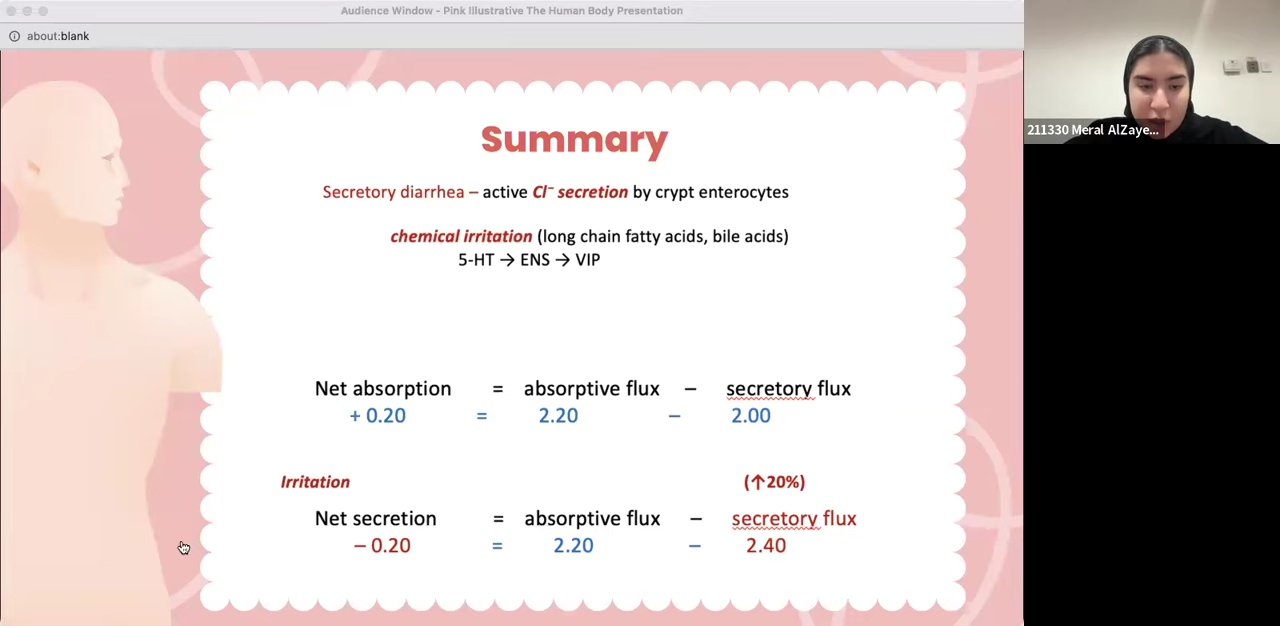 Audience Window - Pink Illustrative The Human Body Presentation
about:blank
211330 Meral AlZaye...
Summary
Secretory diarrhea – active Cl⁻ secretion by crypt enterocytes
chemical irritation (long chain fatty acids, bile acids)
5-HT → ENS → VIP
Net absorption = absorptive flux – secretory flux
+ 0.20 = 2.20 – 2.00
Irritation (↑20%)
Net secretion = absorptive flux – secretory flux
– 0.20 = 2.20 – 2.40